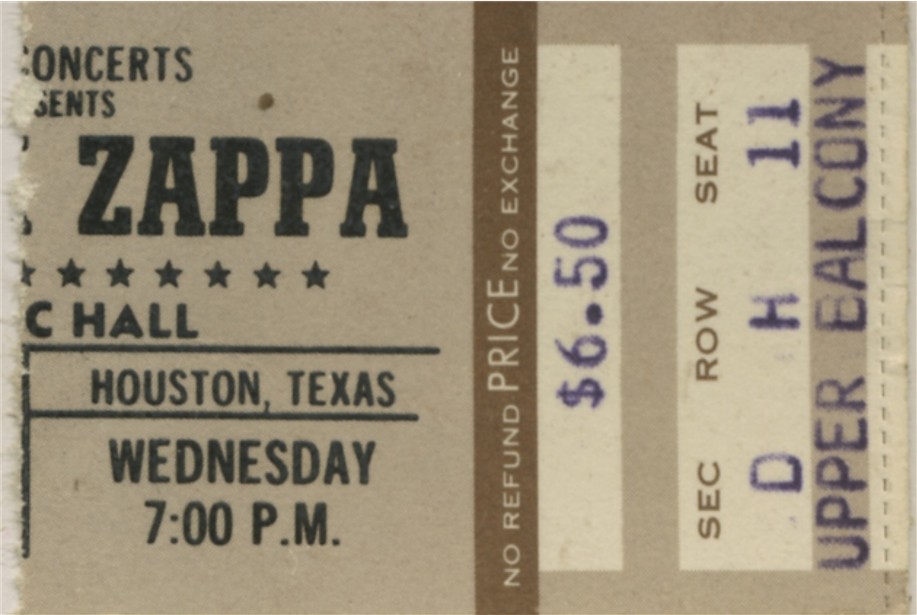 CONCERTS
SENTS
ZAPPA
C HALL
HOUSTON, TEXAS
WEDNESDAY
7:00 P.M.
NO REFUND PRICE NO EXCHANGE
$6.50
SEC ROW SEAT
D H 11
UPPER BALCONY